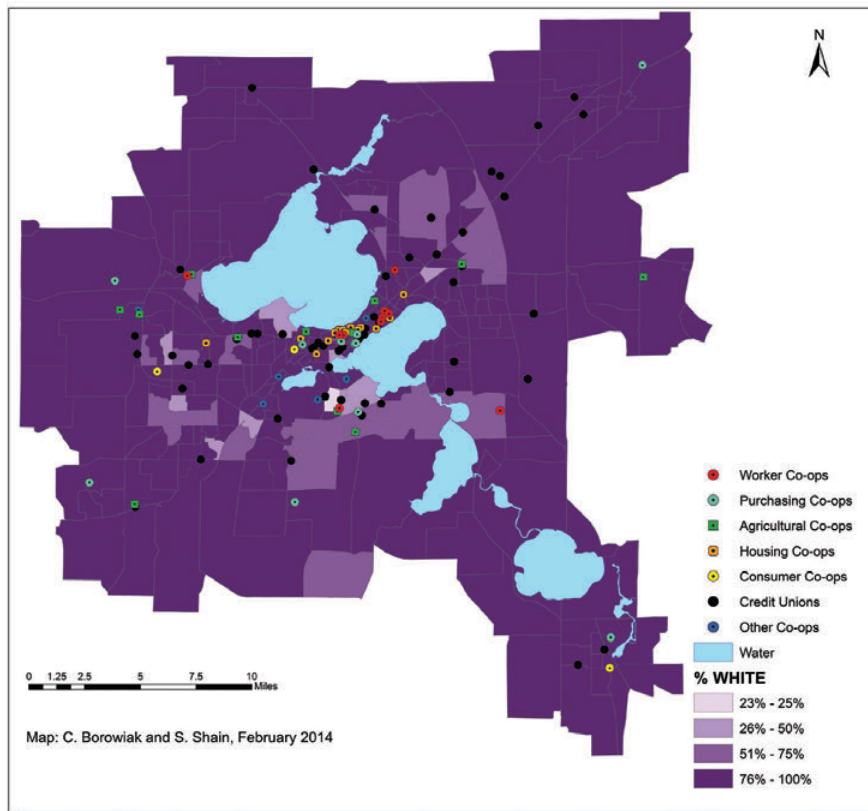 N
Worker Co-ops
Purchasing Co-ops
Agricultural Co-ops
Housing Co-ops
Consumer Co-ops
Credit Unions
Other Co-ops
Water
% WHITE
23% - 25%
26% - 50%
51% - 75%
76% - 100%
0 1.25 2.5 5 7.5 10
Miles
Map: C. Borowiak and S. Shain, February 2014